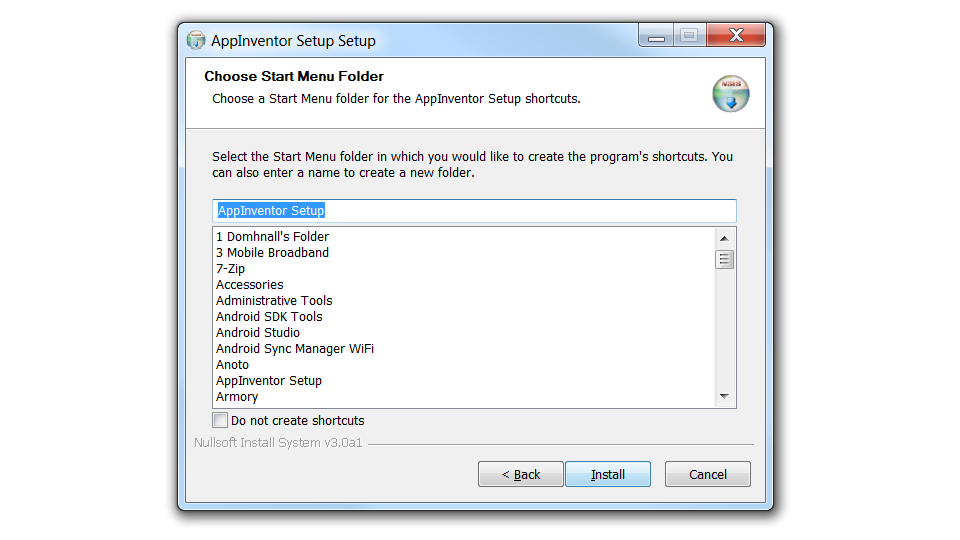 AppInventor Setup Setup
Choose Start Menu Folder
Choose a Start Menu folder for the AppInventor Setup shortcuts.
NSIS
Select the Start Menu folder in which you would like to create the program's shortcuts. You
can also enter a name to create a new folder.
AppInventor Setup
1 Domhnall's Folder
3 Mobile Broadband
7-Zip
Accessories
Administrative Tools
Android SDK Tools
Android Studio
Android Sync Manager WiFi
Anoto
AppInventor Setup
Armory
Do not create shortcuts
Nullsoft Install System v3.0a1
< Back
Install
Cancel